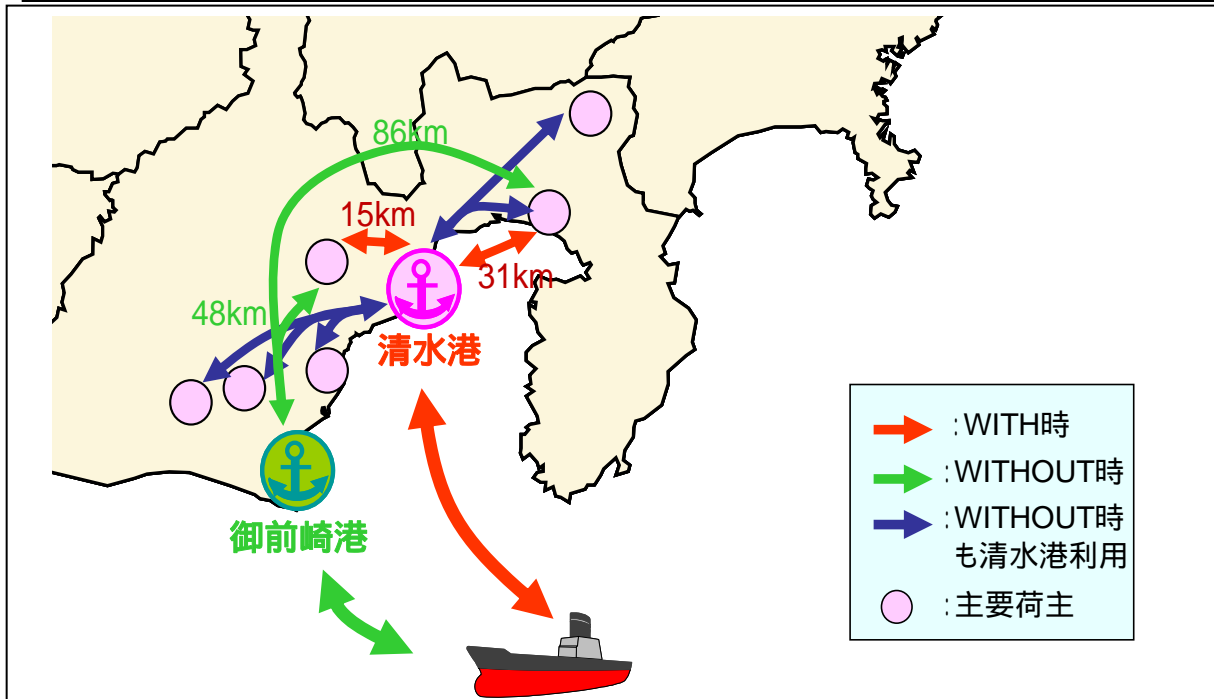 86km
15km
31km
48km
清水港
御前崎港
:WITH時
:WITHOUT時
:WITHOUT時
も清水港利用
:主要荷主